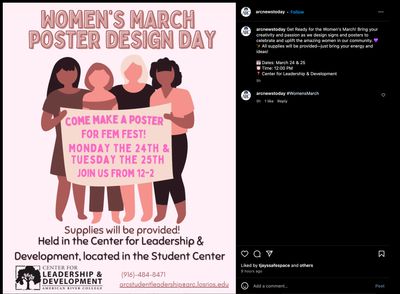 WOMEN'S MARCH
POSTER DESIGN DAY
COME MAKE A POSTER
FOR FEM FEST!
MONDAY THE 24TH &
TUESDAY THE 25TH
JOIN US FROM 12-2
Supplies will be provided!
Held in the Center for Leadership &
Development, located in the Student Center
CENTER FOR
LEADERSHIP &
DEVELOPMENT
AMERICAN RIVER COLLEGE
(916)-484-8471
arcstudentleadership@arc.losrios.edu
arcnewstoday • Follow
arcnewstoday Get Ready for the Women's March! Bring your
creativity and passion as we design signs and posters to
celebrate and uplift the amazing women in our community. 💜
✨ All supplies will be provided—just bring your energy and
ideas!
📅 Dates: March 24 & 25
⏰ Time: 12:00 PM
📍 Center for Leadership & Development
9h
arcnewstoday #WomensMarch
9h 1 like Reply
Liked by tjayssafespace and others
9 hours ago
Add a comment...
Post